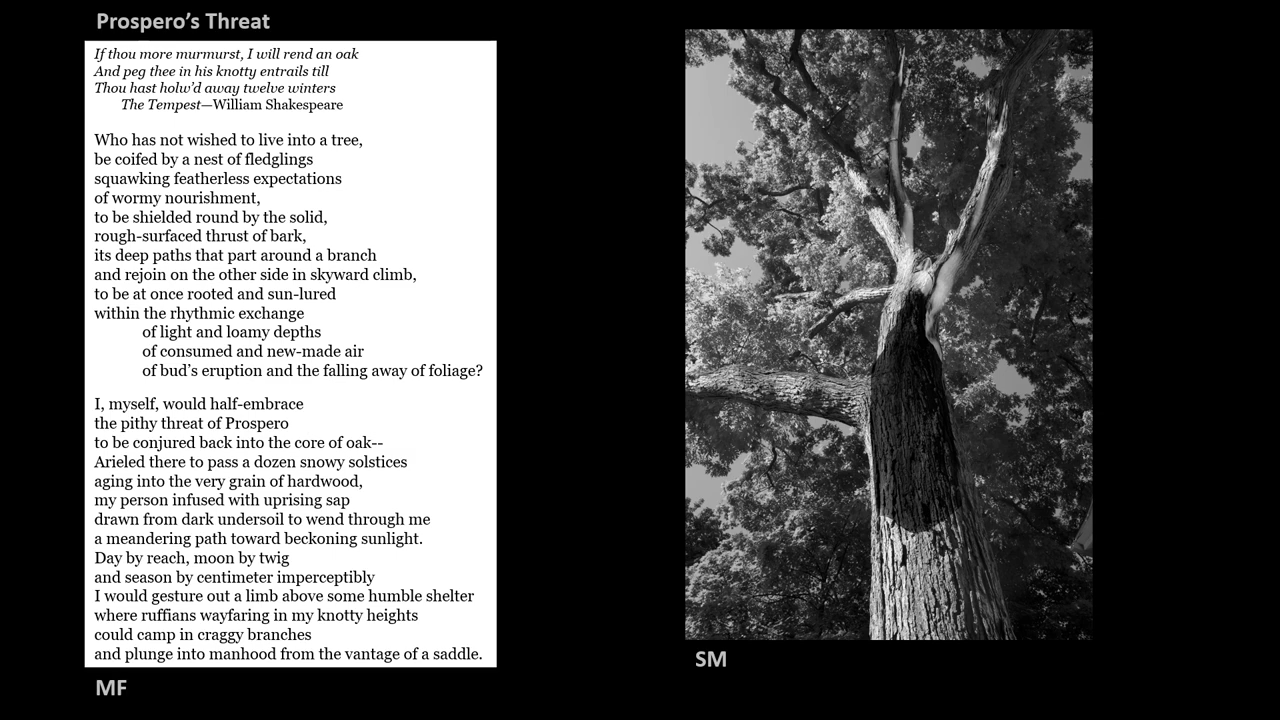 Prospero’s Threat
If thou more murmurst, I will rend an oak
And peg thee in his knotty entrails till
Thou hast holw’d away twelve winters
The Tempest—William Shakespeare
Who has not wished to live into a tree,
be coifed by a nest of fledglings
squawking featherless expectations
of wormy nourishment,
to be shielded round by the solid,
rough-surfaced thrust of bark,
its deep paths that part around a branch
and rejoin on the other side in skyward climb,
to be at once rooted and sun-lured
within the rhythmic exchange
of light and loamy depths
of consumed and new-made air
of bud’s eruption and the falling away of foliage?
I, myself, would half-embrace
the pithy threat of Prospero
to be conjured back into the core of oak--
Arieled there to pass a dozen snowy solstices
aging into the very grain of hardwood,
my person infused with uprising sap
drawn from dark undersoil to wend through me
a meandering path toward beckoning sunlight.
Day by reach, moon by twig
and season by centimeter imperceptibly
I would gesture out a limb above some humble shelter
where ruffians wayfaring in my knotty heights
could camp in craggy branches
and plunge into manhood from the vantage of a saddle.
MF
SM